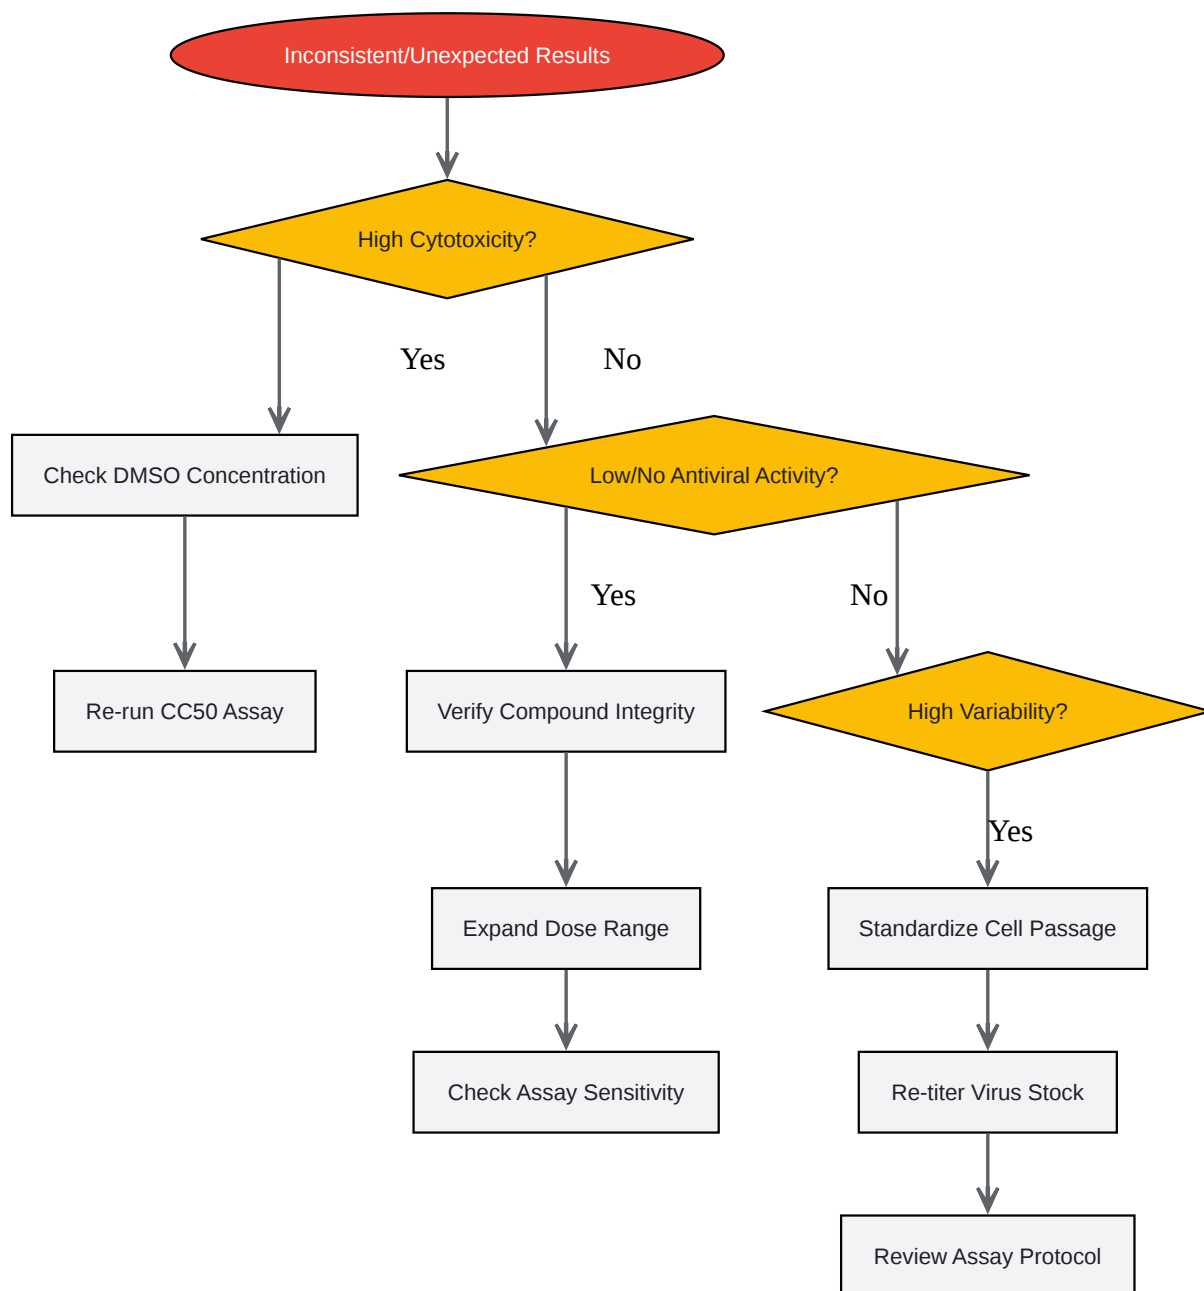 Inconsistent/Unexpected Results
High Cytotoxicity?
Yes
No
Check DMSO Concentration
Low/No Antiviral Activity?
Yes
No
Re-run CC50 Assay
Verify Compound Integrity
High Variability?
Yes
Expand Dose Range
Standardize Cell Passage
Check Assay Sensitivity
Re-titer Virus Stock
Review Assay Protocol